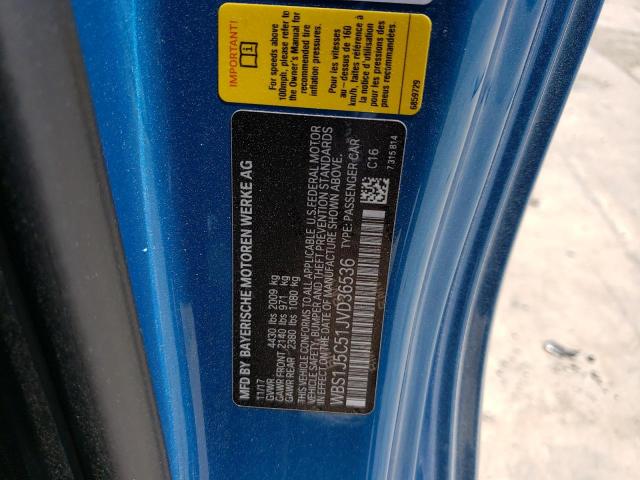 IMPORTANT!
For speeds above
100mph, please refer to
the Owner's Manual for
recommended tire
inflation pressures.
Pour les vitesses
au - dessus de 160
km/h, faites référence à
la notice d'utilisation
pour les pressions des
pneus recommandées.
6859729
MFD BY BAYERISCHE MOTOREN WERKE AG
11/17
GVWR 4430 lbs 2009 kg
GAWR FRONT 2140 lbs 971 kg
GAWR REAR 2380 lbs 1080 kg
VEHICLE CONFORMS TO ALL APPLICABLE U.S.FEDERAL MOTOR
VEHICLE SAFETY, BUMPER AND THEFT PREVENTION STANDARDS
IN EFFECT ON THE DATE OF MANUFACTURE SHOWN ABOVE.
WBS1J5C51JVD36536 TYPE: PASSENGER CAR
C16
7 315 814